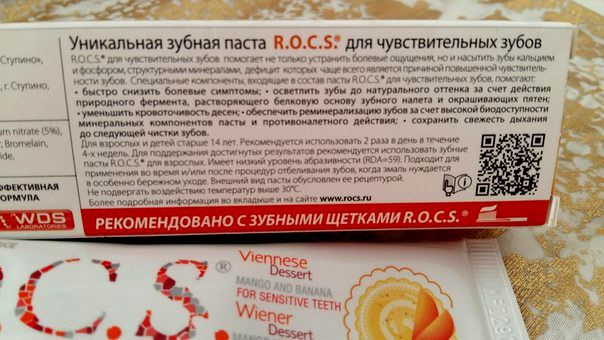 Уникальная зубная паста R.O.C.S.® для чувствительных зубов
R.O.C.S.® для чувствительных зубов помогает не только устранить болевые ощущения, но и насытить зубы кальцием
и фосфором, структурными минералами, дефицит которых чаще всего является причиной повышенной чувствитель-
ности зубов. Специальные компоненты, входящие в состав пасты R.O.C.S.® для чувствительных зубов, помогают:
• быстро снизить болевые симптомы; • осветлить зубы до натурального оттенка за счет действия
природного фермента, растворяющего белковую основу зубного налета и окрашивающих пятен;
• уменьшить кровоточивость десен; • обеспечить реминерализацию зубов за счет высокой биодоступности
минеральных компонентов пасты и противоналетного действия; • сохранить свежесть дыхания
до следующей чистки зубов.
Для взрослых и детей старше 14 лет. Рекомендуется использовать 2 раза в день в течение
4-х недель. Для поддержания достигнутых результатов рекомендуется использовать зубные
пасты R.O.C.S.® для взрослых. Имеет низкий уровень абразивности (RDA=59). Подходит для
применения во время и/или после процедур отбеливания зубов, когда эмаль нуждается
в особенно бережном уходе. Внешний вид пасты обусловлен ее рецептурой.
Не подвергать воздействию температур выше 30°С.
Более подробная информация во вкладыше и на сайте www.rocs.ru
РЕКОМЕНДОВАНО С ЗУБНЫМИ ЩЕТКАМИ R.O.C.S.®
Ступино»,
г. Ступино,
um nitrate (5%),
r, Bromelain,
ide,
ЭФФЕКТИВНАЯ
ФОРМУЛА
WDS
LABORATORIES
.C.S.®
Viennese
Dessert
MANGO AND BANANA
FOR SENSITIVE TEETH
Wiener
Dessert